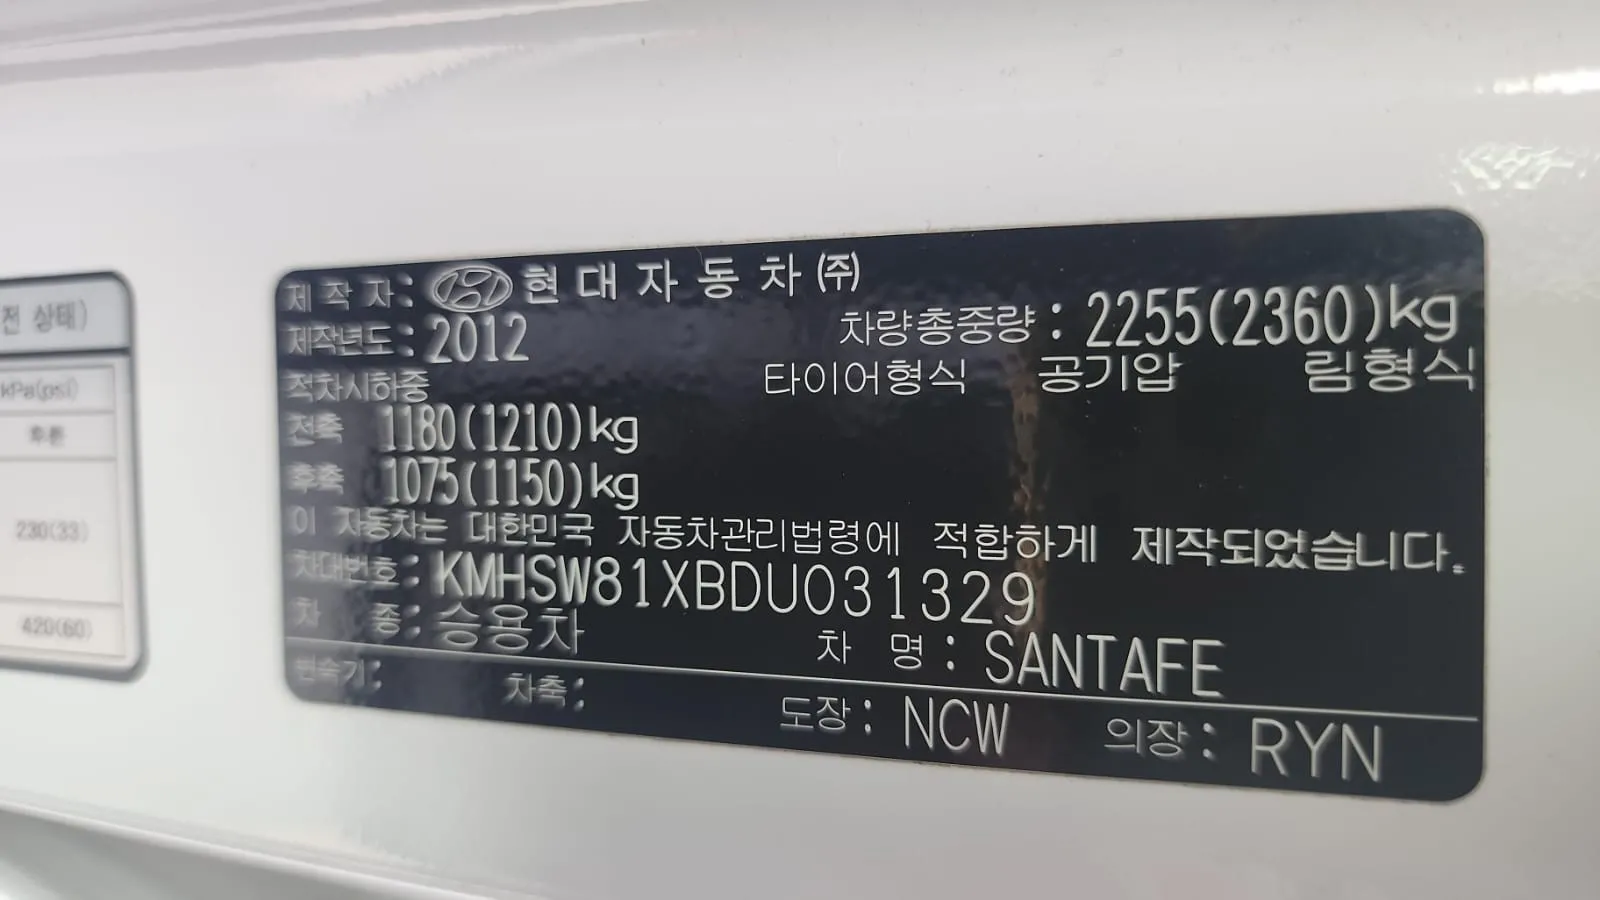 전 상태)
kPa(psi)
후륜
230(33)
420(60)
제 작 자 : 현 대 자 동 차 ㈜
제작년도 : 2012 차량총중량 : 2255(2360)kg
적차시하중 타이어형식 공기압 림형식
전축 1180(1210)kg
후축 1075(1150)kg
이 자동차는 대한민국 자동차관리법령에 적합하게 제작되었습니다.
차대번호 : KMHSW81XBDU031329
차 종 : 승용차 차 명 : SANTAFE
변속기 : 차축 : 도장 : NCW 의장 : RYN